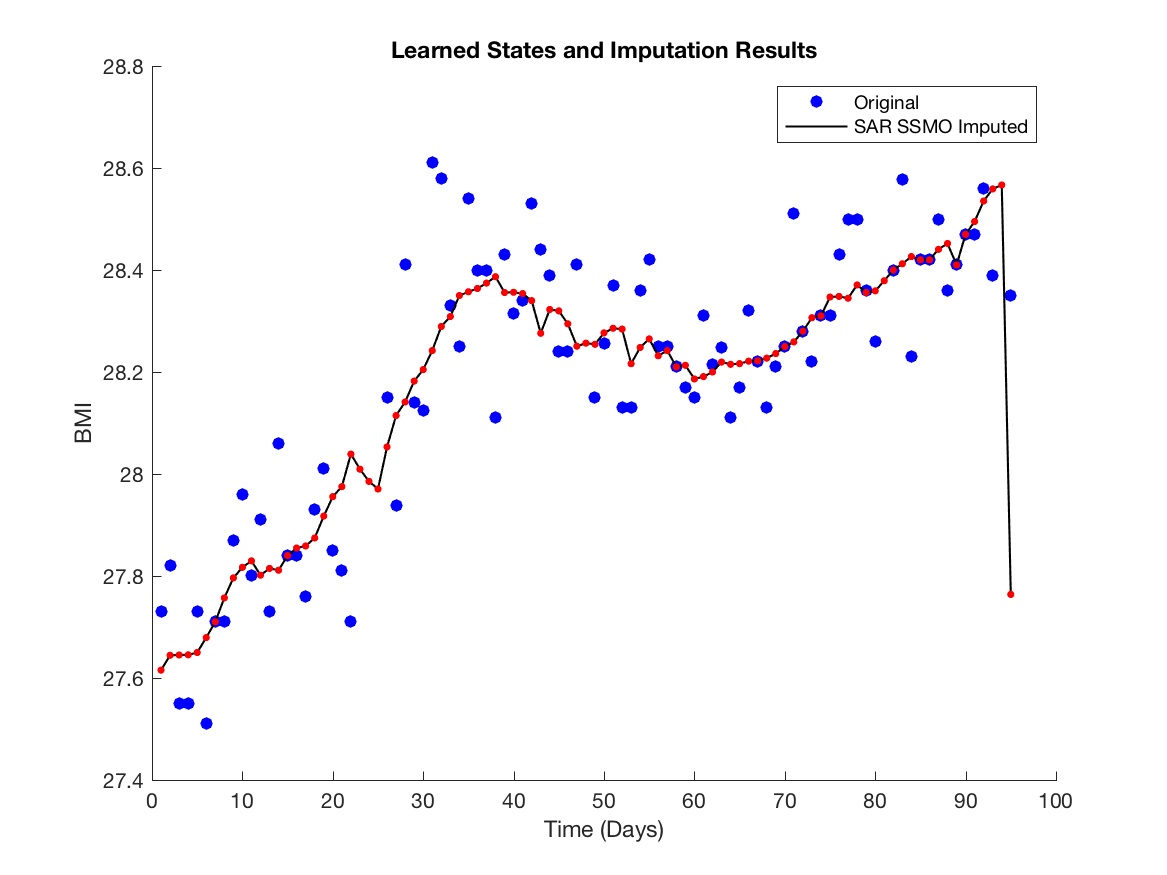 Learned States and Imputation Results
Original
SAR SSMO Imputed
BMI
28.8
28.6
28.4
28.2
28
27.8
27.6
27.4
0 10 20 30 40 50 60 70 80 90 100
Time (Days)